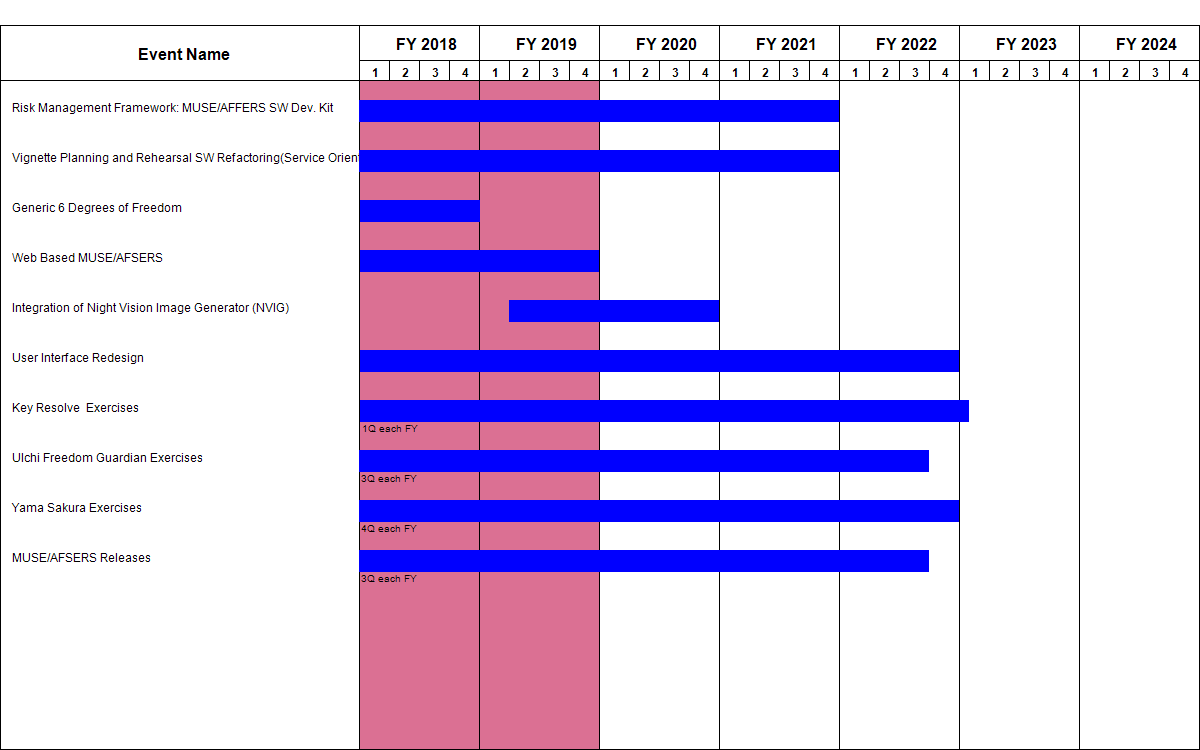 Event Name
FY 2018 FY 2019 FY 2020 FY 2021 FY 2022 FY 2023 FY 2024
1 2 3 4 1 2 3 4 1 2 3 4 1 2 3 4 1 2 3 4 1 2 3 4 1 2 3 4
Risk Management Framework: MUSE/AFFERS SW Dev. Kit
Vignette Planning and Rehearsal SW Refactoring(Service Orien
Generic 6 Degrees of Freedom
Web Based MUSE/AFSERS
Integration of Night Vision Image Generator (NVIG)
User Interface Redesign
Key Resolve  Exercises
1Q each FY
Ulchi Freedom Guardian Exercises
3Q each FY
Yama Sakura Exercises
4Q each FY
MUSE/AFSERS Releases
3Q each FY